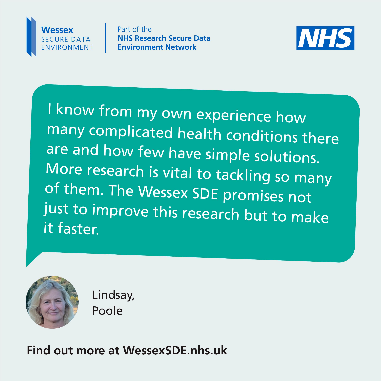 Wessex
SECURE DATA
ENVIRONMENT
Part of the
NHS Research Secure Data
Environment Network
NHS
I know from my own experience how
many complicated health conditions there
are and how few have simple solutions.
More research is vital to tackling so many
of them. The Wessex SDE promises not
just to improve this research but to make
it faster.
Lindsay,
Poole
Find out more at WessexSDE.nhs.uk